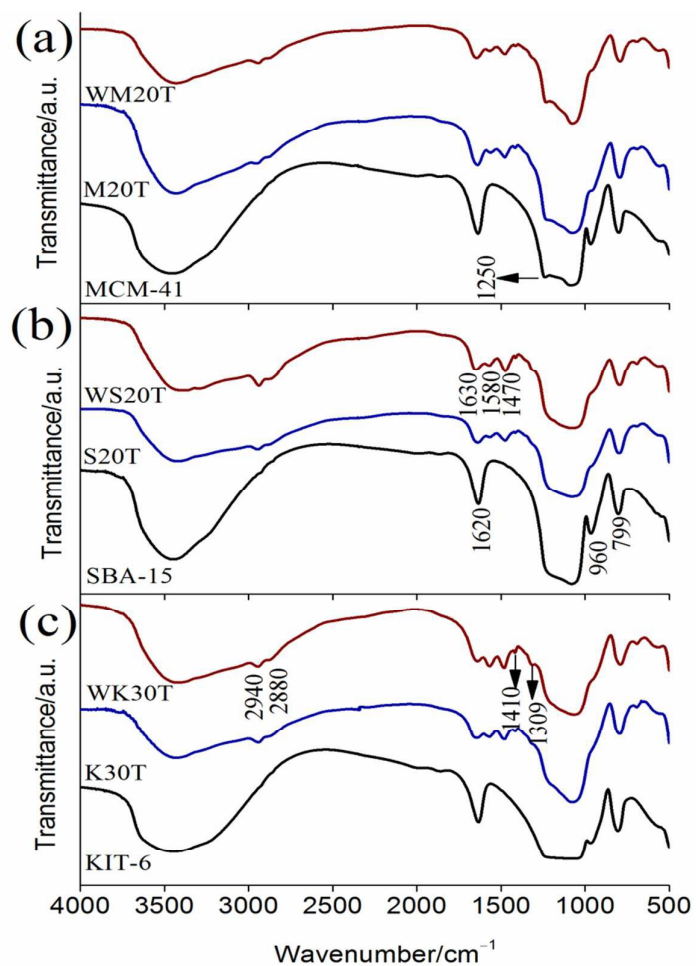 (a)
Transmittance/a.u.
WM20T
M20T
MCM-41
1250
(b)
Transmittance/a.u.
WS20T
1630
1580
1470
S20T
SBA-15
1620
960
799
(c)
Transmittance/a.u.
WK30T
2940
2880
1410
1309
K30T
KIT-6
4000 3500 3000 2500 2000 1500 1000 500
Wavenumber/cm⁻¹